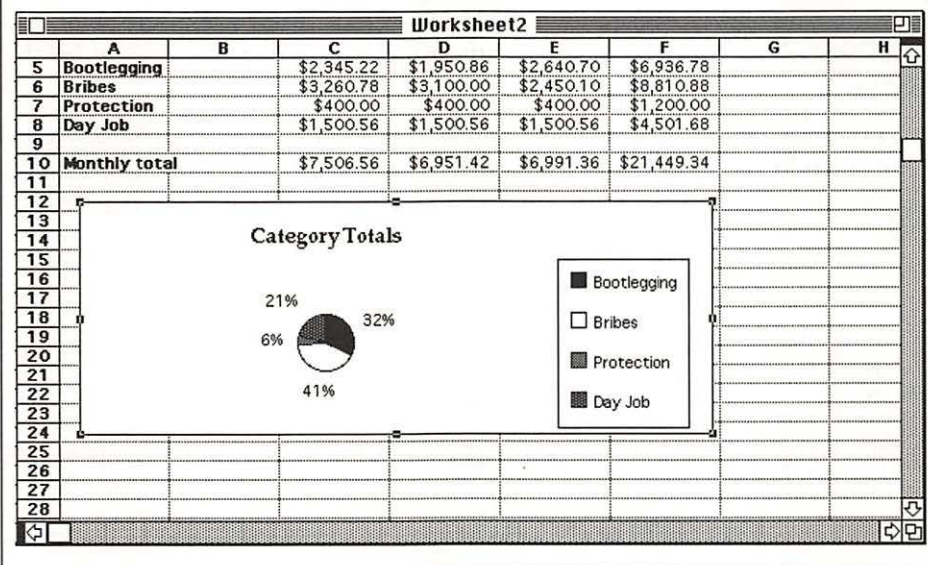 Worksheet2
A B C D E F G H
5 Bootlegging $2,345.22 $1,950.86 $2,640.70 $6,936.78
6 Bribes $3,260.78 $3,100.00 $2,450.10 $8,810.88
7 Protection $400.00 $400.00 $400.00 $1,200.00
8 Day Job $1,500.56 $1,500.56 $1,500.56 $4,501.68
9
10 Monthly total $7,506.56 $6,951.42 $6,991.36 $21,449.34
11
12
13
14
15
16
17
18
19
20
21
22
23
24
25
26
27
28
Category Totals
21%
32%
6%
41%
Bootlegging
Bribes
Protection
Day Job